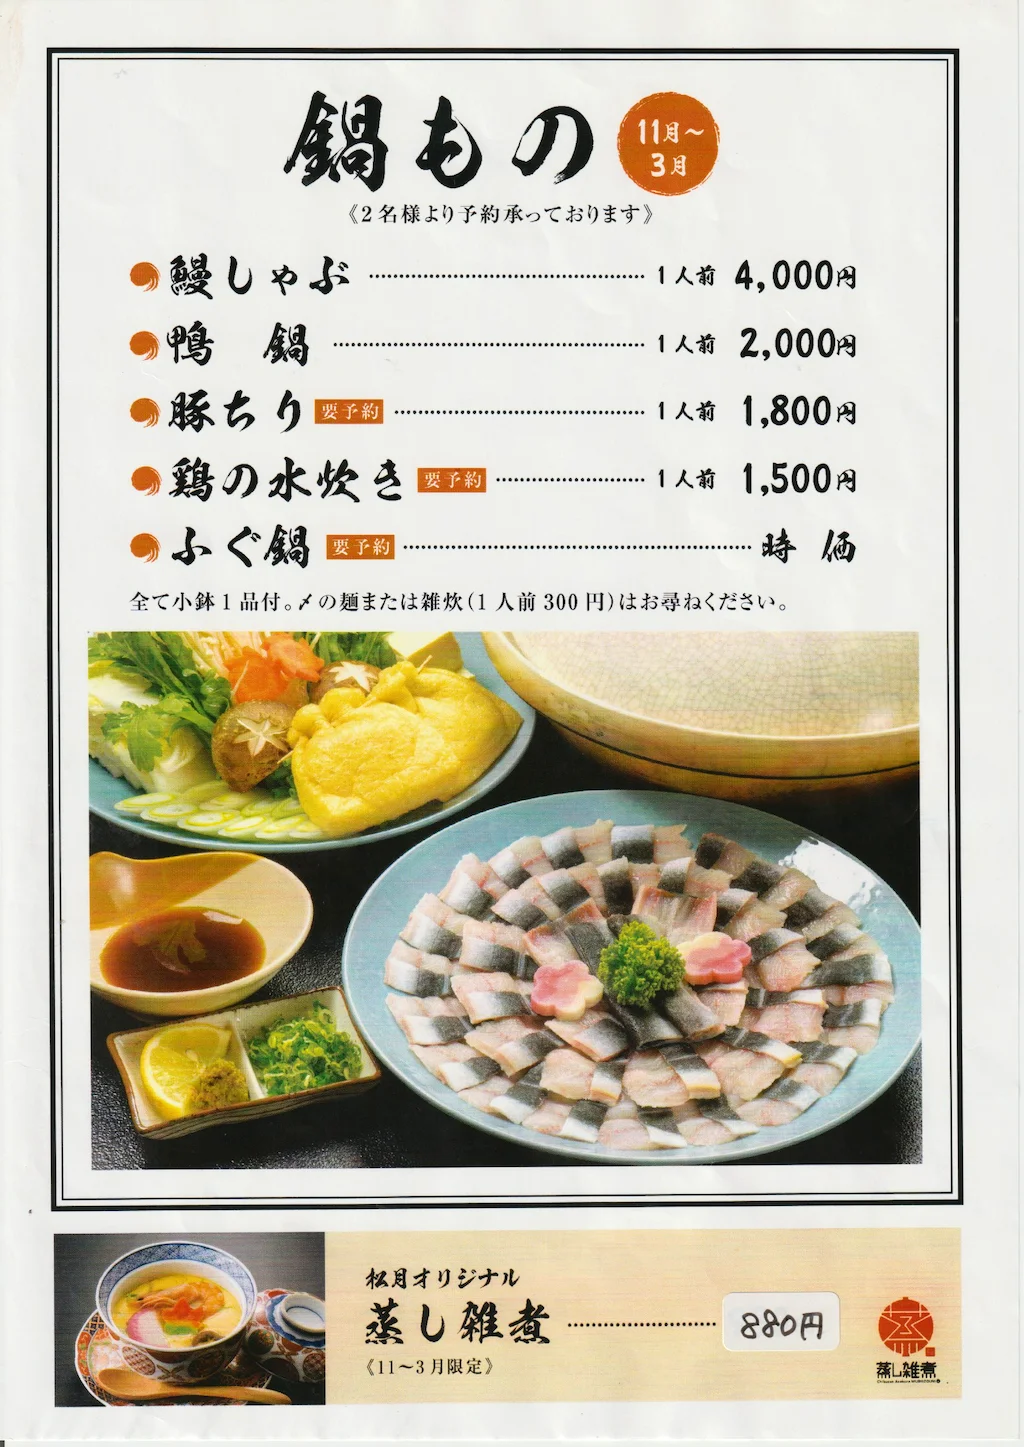 鍋もの
11月～
3月
《2名様より予約承っております》
鰻しゃぶ 1人前 4,000円
鴨 鍋 1人前 2,000円
豚ちり 要予約 1人前 1,800円
鶏の水炊き 要予約 1人前 1,500円
ふぐ鍋 要予約 時 価
全て小鉢1品付。〆の麺または雑炊(1人前300円)はお尋ねください。
松月オリジナル
蒸し雑煮 880円
《11～3月限定》
蒸し雑煮